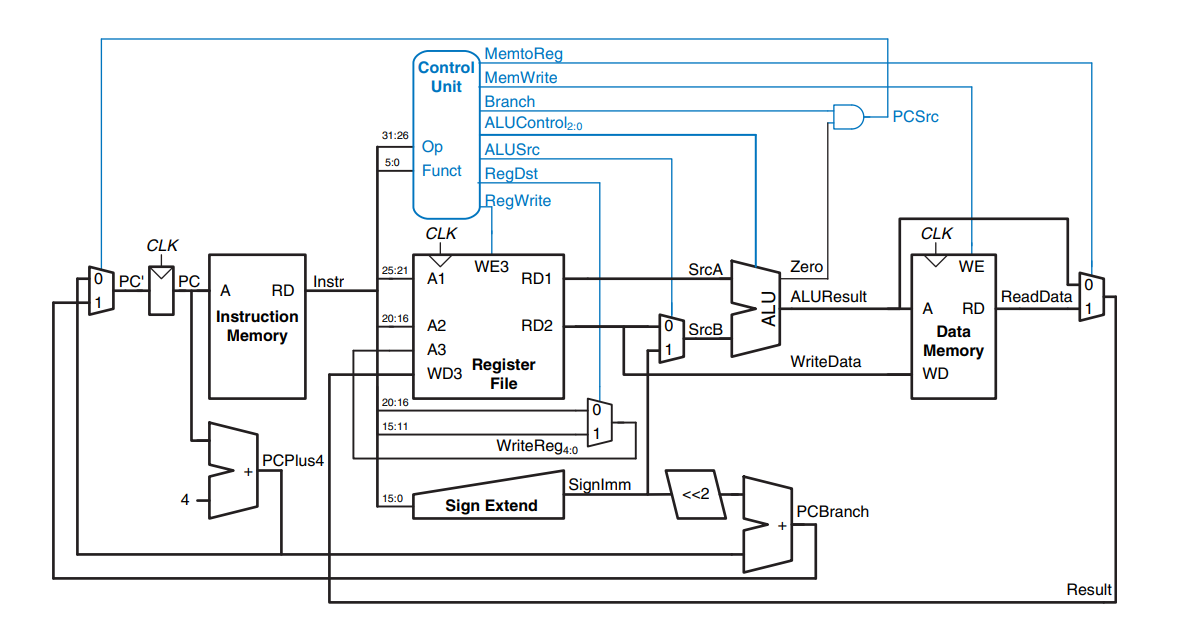 MemtoReg
Control
Unit
MemWrite
Branch
PCSrc
ALUControl2:0
31:26
Op
ALUSrc
5:0
Funct
RegDst
RegWrite
CLK
CLK
CLK
0
PC'
PC
1
A
RD
Instr
Instruction
Memory
25:21
A1
WE3
RD1
SrcA
Zero
WE
0
ALU
ALUResult
A
RD
ReadData
1
20:16
A2
RD2
0
SrcB
1
Data
Memory
A3
Register
File
WD3
WriteData
WD
20:16
0
15:11
1
WriteReg4:0
PCPlus4
+
4
SignImm
15:0
Sign Extend
<<2
PCBranch
+
Result